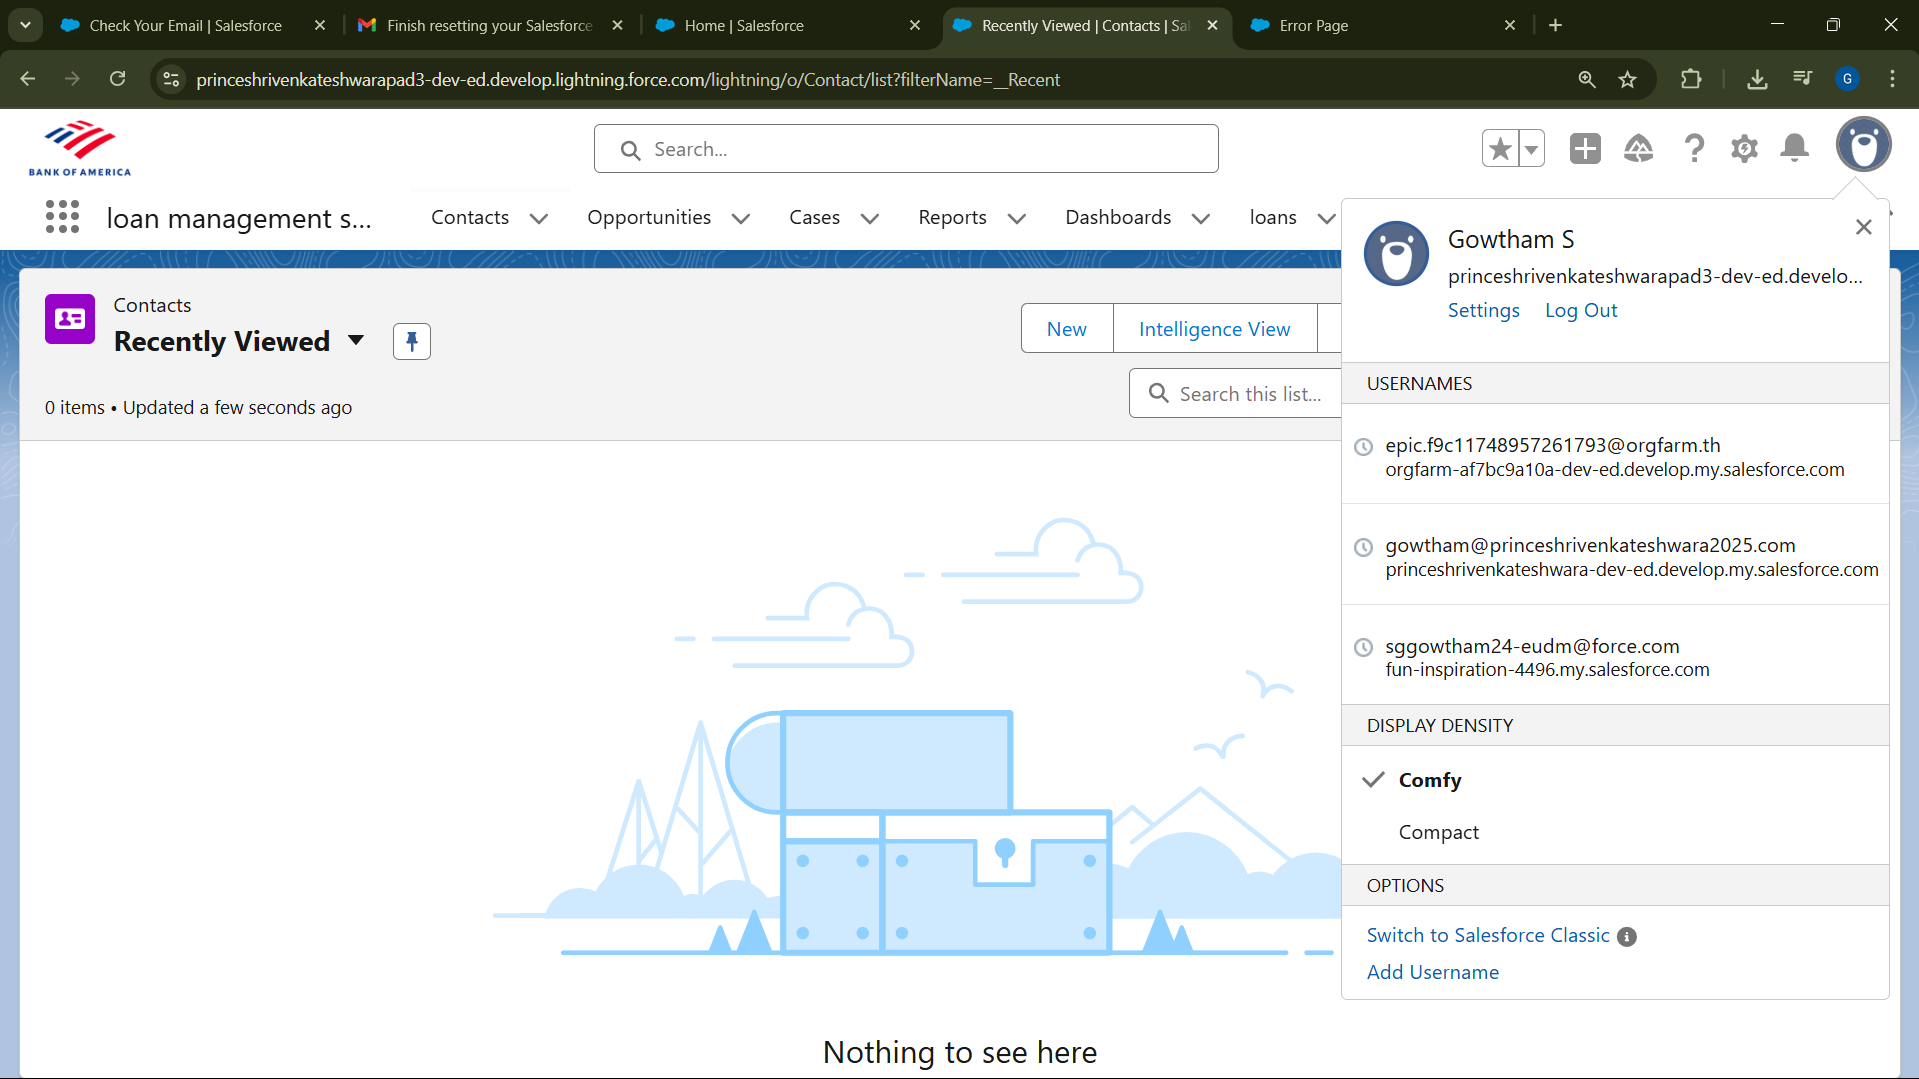 Check Your Email | Salesforce
Finish resetting your Salesforce
Home | Salesforce
Recently Viewed | Contacts | Sal
Error Page
princeshrivenkateshwarapad3-dev-ed.develop.lightning.force.com/lightning/o/Contact/list?filterName=__Recent
G
BANK OF AMERICA
Search...
loan management s...
Contacts
Opportunities
Cases
Reports
Dashboards
loans
Contacts
Recently Viewed
New
Intelligence View
0 items • Updated a few seconds ago
Search this list...
Nothing to see here
Gowtham S
princeshrivenkateshwarapad3-dev-ed.develo...
Settings Log Out
USERNAMES
epic.f9c11748957261793@orgfarm.th
orgfarm-af7bc9a10a-dev-ed.develop.my.salesforce.com
gowtham@princeshrivenkateshwara2025.com
princeshrivenkateshwara-dev-ed.develop.my.salesforce.com
sggowtham24-eudm@force.com
fun-inspiration-4496.my.salesforce.com
DISPLAY DENSITY
Comfy
Compact
OPTIONS
Switch to Salesforce Classic
Add Username